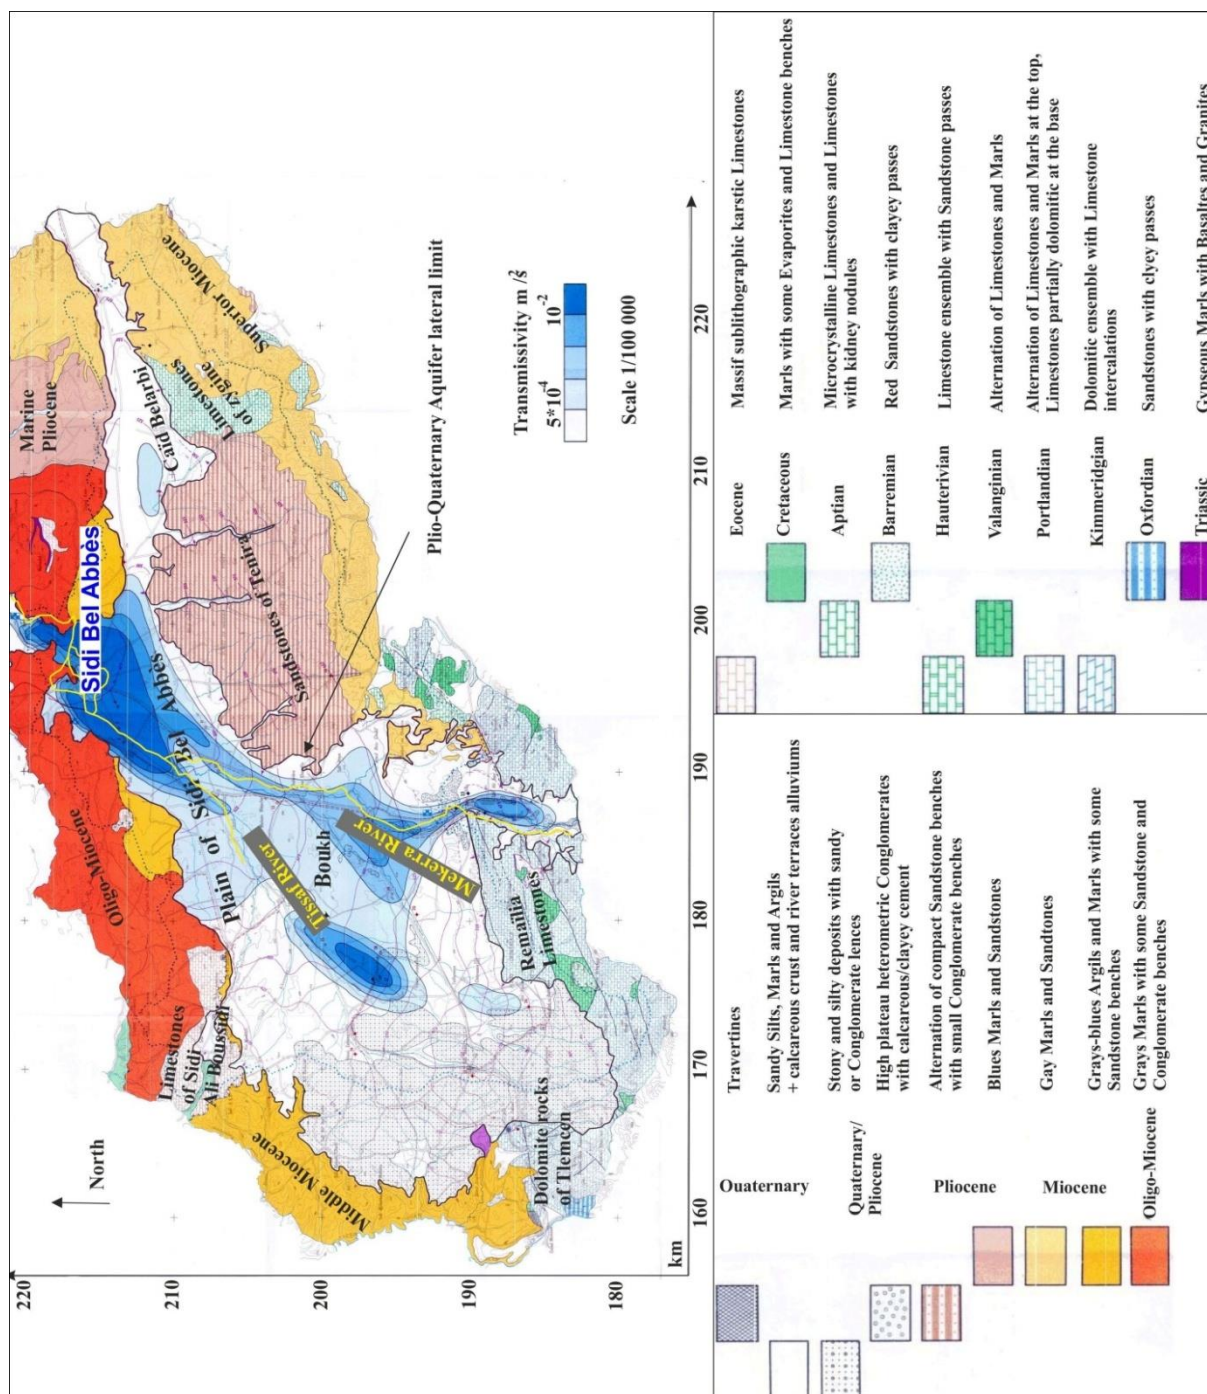 North
220
210
200
190
180
km
160
170
180
190
200
210
220
Marine
Pliocene
Caid Belarbi
Superior Miocene
Limestones
of Zygine
Sidi Bel Abbès
Sandstones of Tenira
Oligo-Miocene
Plain of Sidi Bel Abbès
Tissaf River
Boukh
Mekerra River
Remaïlia
Limestones
Limestones
of Sidi
Ali Boussidi
Middle Miocene
Dolomite rocks
of Tlemcen
Plio-Quaternary Aquifer lateral limit
Transmissivity m²/s
5*10⁻⁴
10⁻²
Scale 1/100 000
Ouaternary
Travertines
Sandy Silts, Marls and Argils
+ calcareous crust and river terraces alluviums
Stony and silty deposits with sandy
or Conglomerate lences
Quaternary/
Pliocene
High plateau heterometric Conglomerates
with calcareous/clayey cement
Pliocene
Alternation of compact Sandstone benches
with small Conglomerate benches
Blues Marls and Sandstones
Miocene
Gay Marls and Sandtones
Grays-blues Argils and Marls with some
Sandstone benches
Oligo-Miocene
Grays Marls with some Sandstone and
Conglomerate benches
Eocene
Massif sublithographic karstic Limestones
Cretaceous
Marls with some Evaporites and Limestone benches
Aptian
Microcrystalline Limestones and Limestones
with kidney nodules
Barremian
Red Sandstones with clayey passes
Hauterivian
Limestone ensemble with Sandstone passes
Valanginian
Alternation of Limestones and Marls
Portlandian
Alternation of Limestones and Marls at the top,
Limestones partially dolomitic at the base
Kimmeridgian
Dolomitic ensemble with Limestone
intercalations
Oxfordian
Sandstones with clyey passes
Triassic
Gypseous Marls with Basaltes and Granites